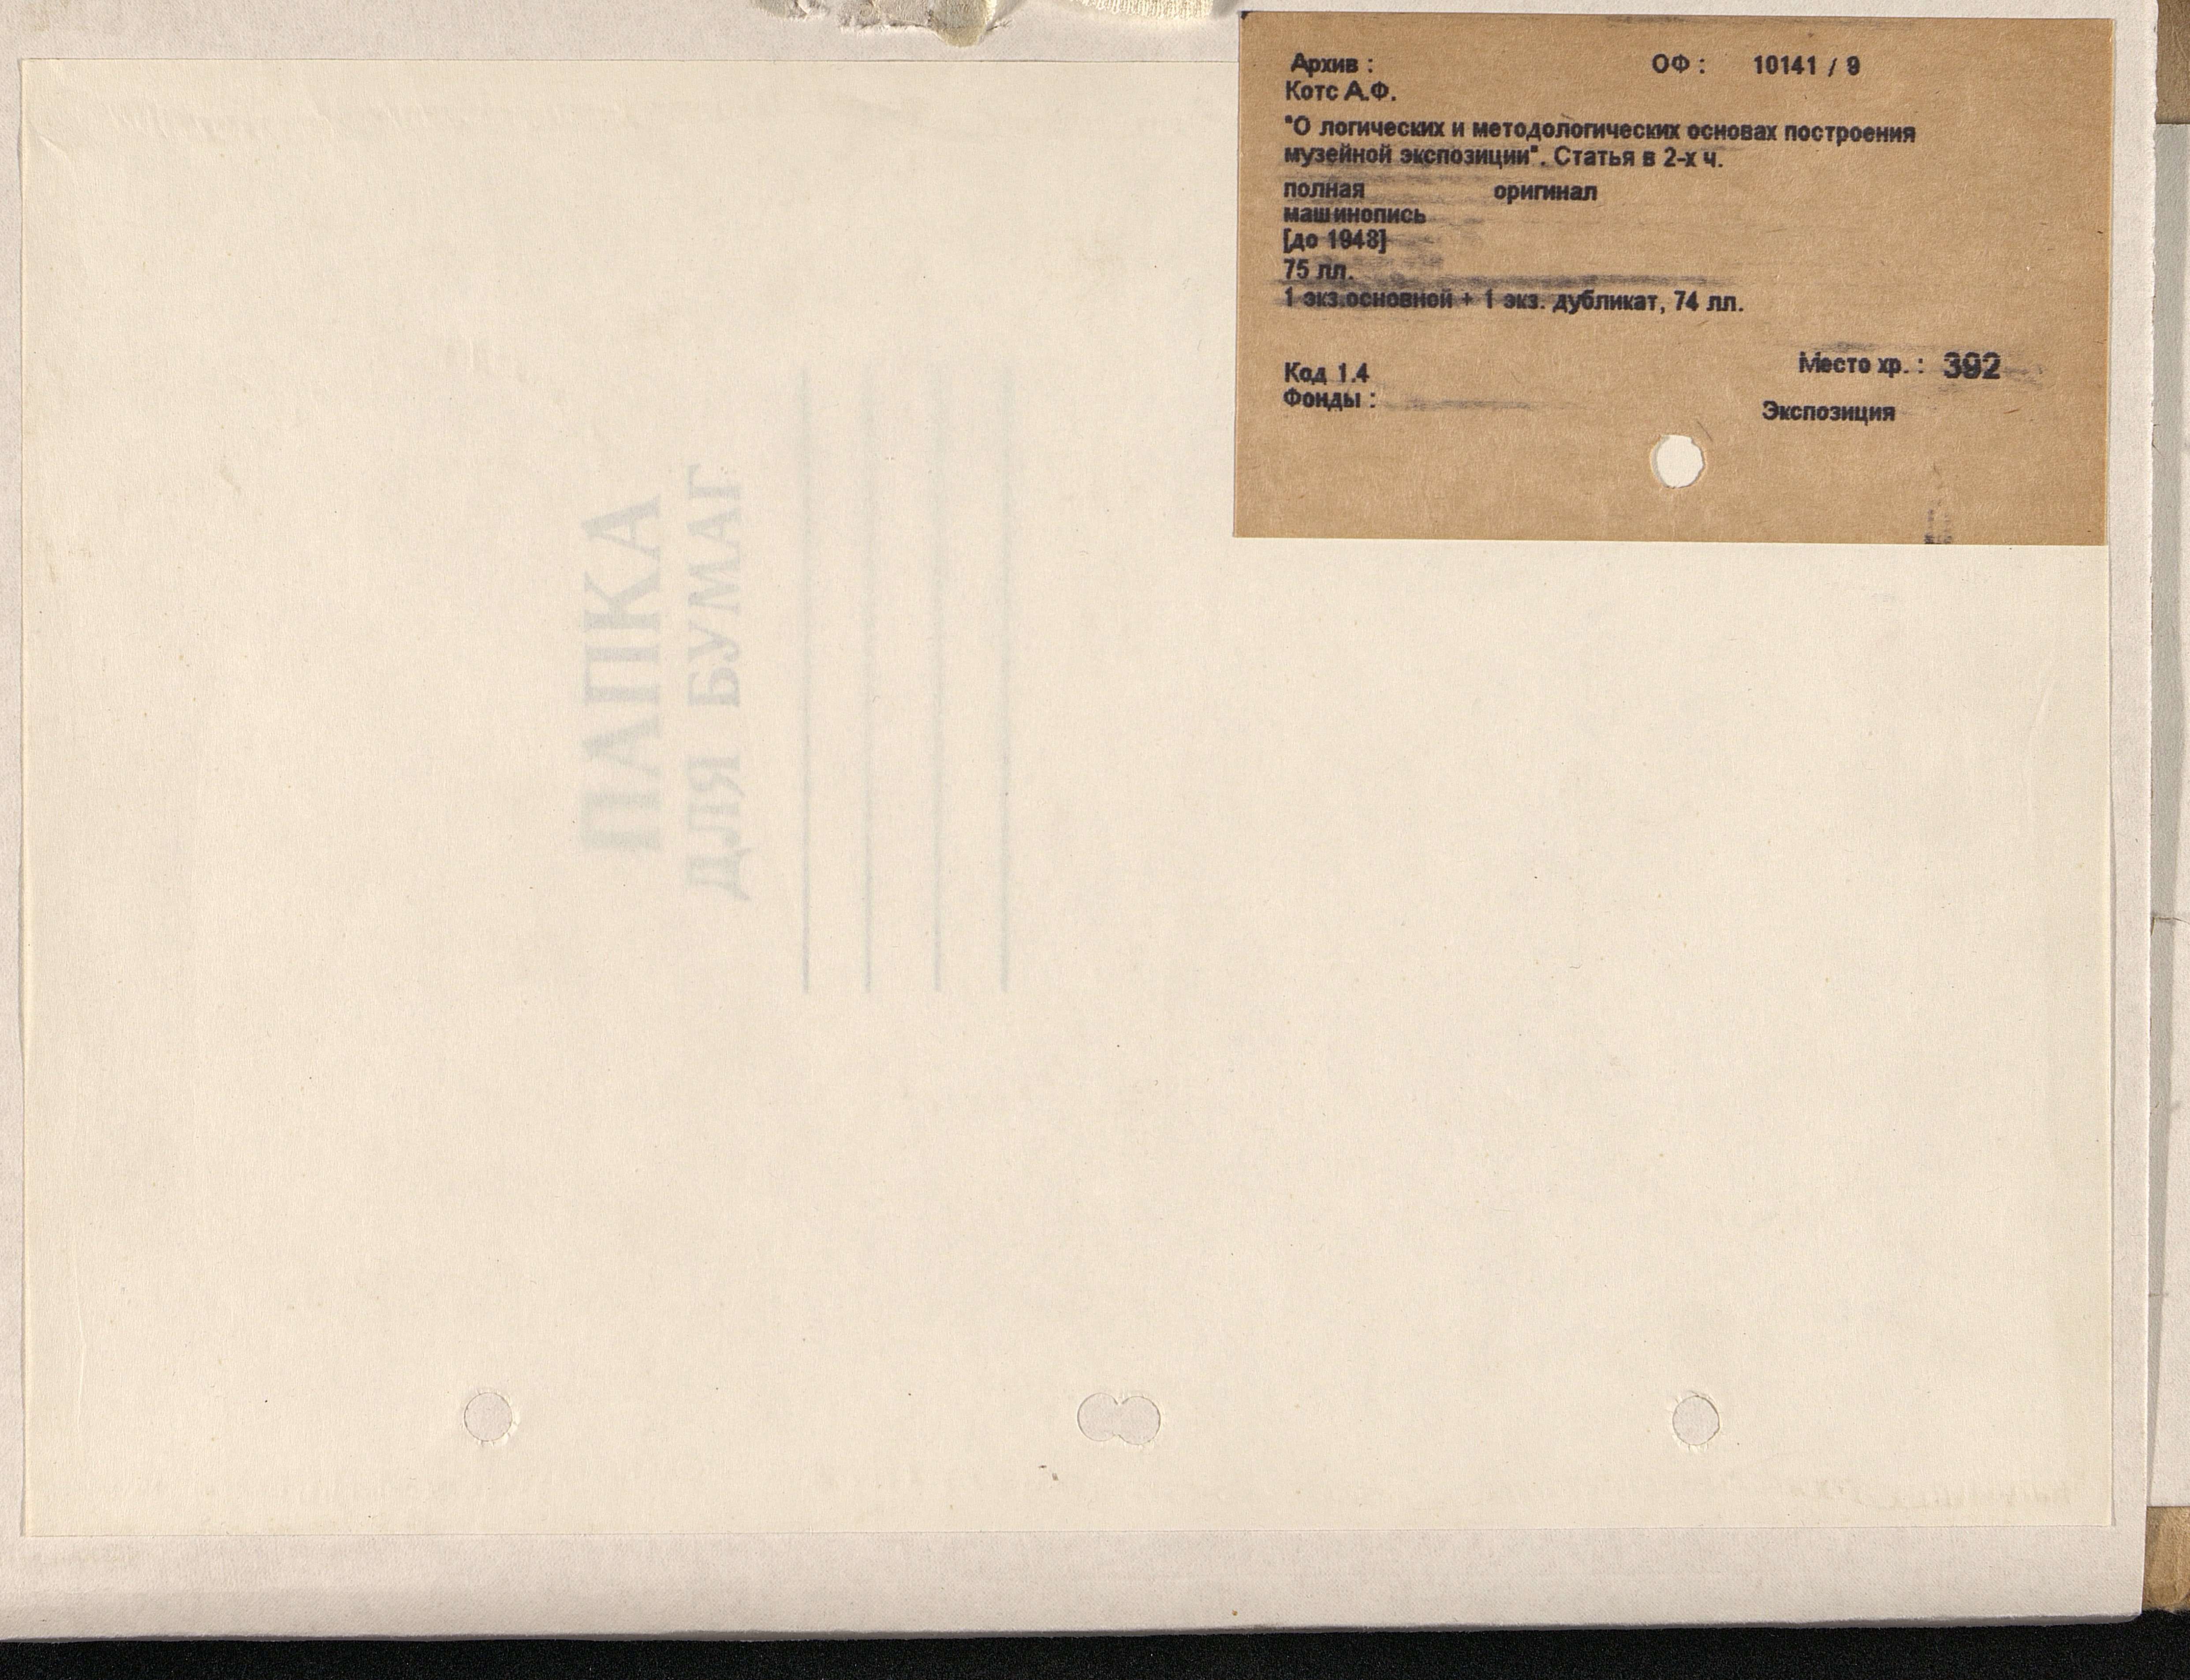 Архив : ОФ : 10141 / 9
Котс А.Ф.
"О логических и методологических основах построения
музейной экспозиции". Статья в 2-х ч.
полная оригинал
машинопись
[до 1948]
75 лл.
1 экз.основной + 1 экз. дубликат, 74 лл.
Место хр. : 392
Код 1.4
Фонды :
Экспозиция
ПАПКА
ДЛЯ БУМАГ